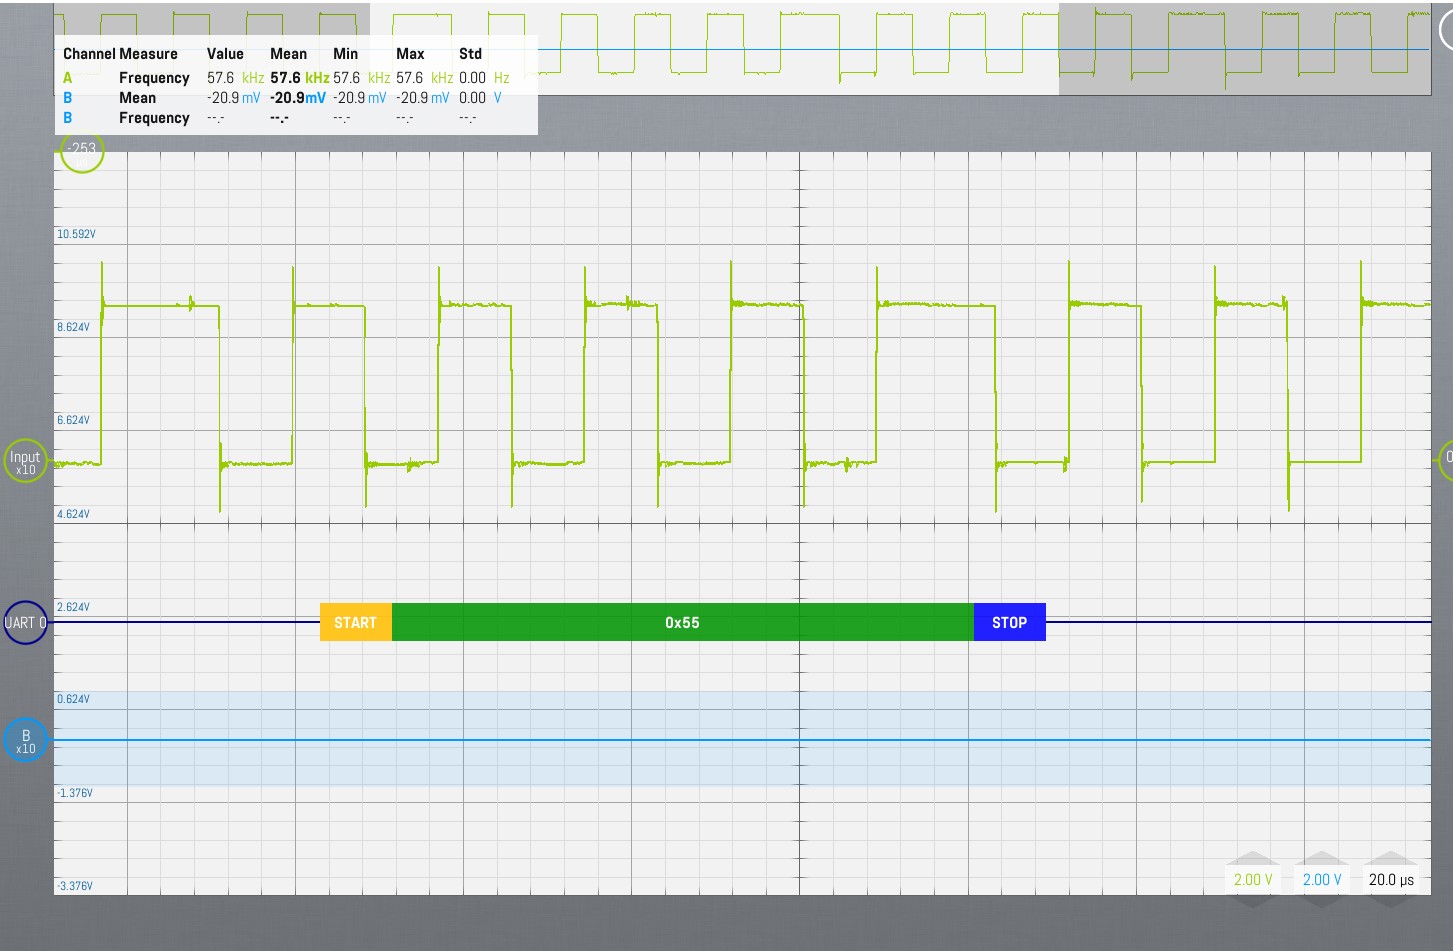 Channel Measure Value Mean Min Max Std
A Frequency 57.6 kHz 57.6 kHz 57.6 kHz 57.6 kHz 0.00 Hz
B Mean -20.9 mV -20.9 mV -20.9 mV -20.9 mV 0.00 V
B Frequency --.- --.- --.- --.- --.-
-253
10.592V
8.624V
6.624V
Input
x10
4.624V
2.624V
UART 0
START 0x55 STOP
0.624V
B
x10
-1.376V
2.00 V 2.00 V 20.0 µs
-3.376V